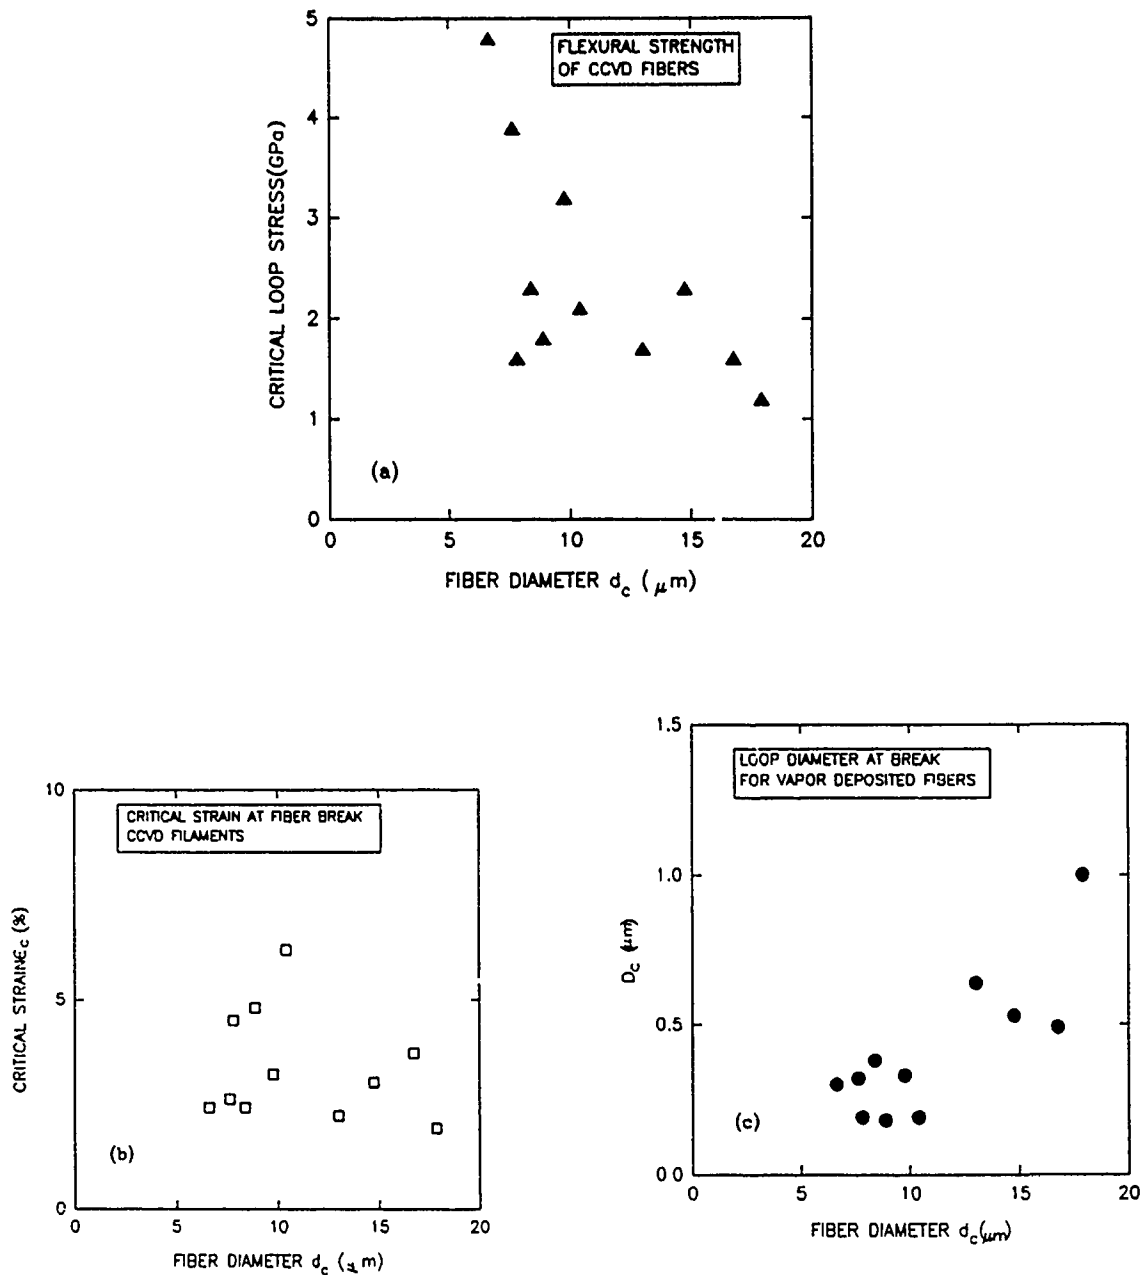 5
4
3
2
1
0
CRITICAL LOOP STRESS(GPa)
FLEXURAL STRENGTH
OF CCVD FIBERS
(a)
0 5 10 15 20
FIBER DIAMETER d_c (μm)
10
5
0
CRITICAL STRAINϵ_c (%)
CRITICAL STRAIN AT FIBER BREAK
CCVD FILAMENTS
(b)
0 5 10 15 20
FIBER DIAMETER d_c ( m)
1.5
1.0
0.5
0.0
D_c (μm)
LOOP DIAMETER AT BREAK
FOR VAPOR DEPOSITED FIBERS
(c)
0 5 10 15 20
FIBER DIAMETER d_c(μm)